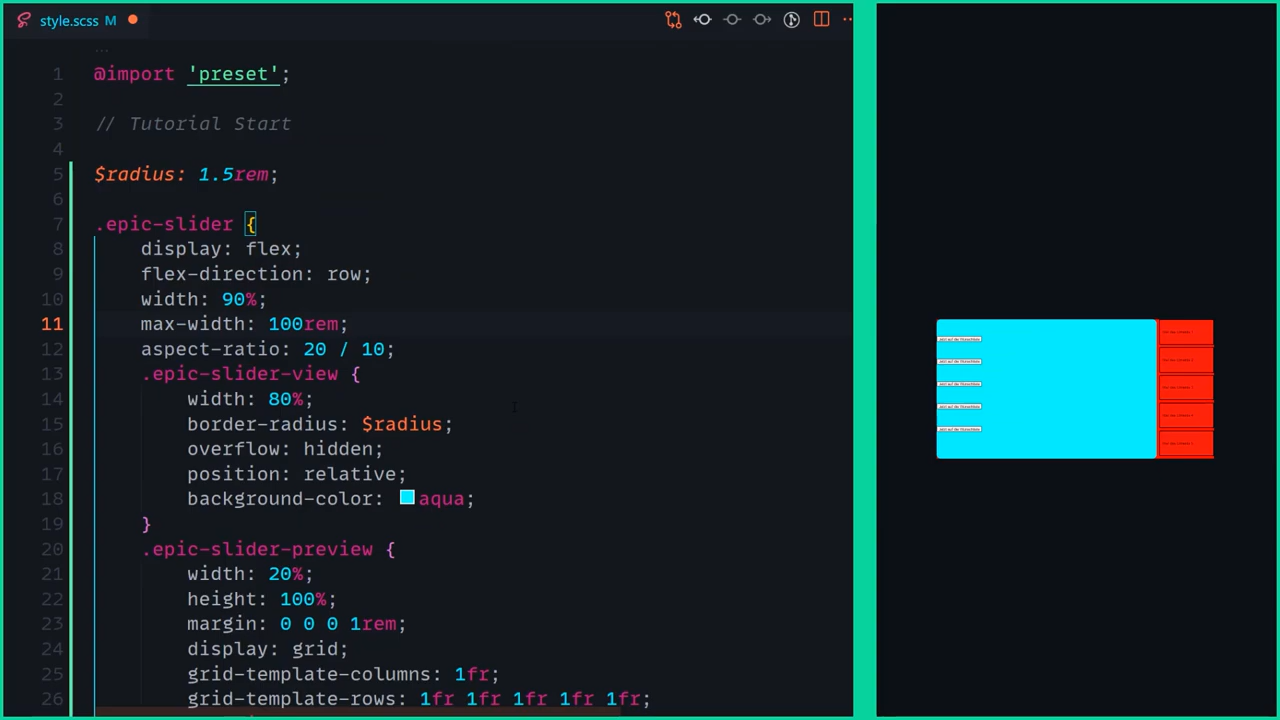 style.scss M
1 @import 'preset';
2
3 // Tutorial Start
4
5 $radius: 1.5rem;
6
7 .epic-slider {
8 display: flex;
9 flex-direction: row;
10 width: 90%;
11 max-width: 100rem;
12 aspect-ratio: 20 / 10;
13 .epic-slider-view {
14 width: 80%;
15 border-radius: $radius;
16 overflow: hidden;
17 position: relative;
18 background-color: aqua;
19 }
20 .epic-slider-preview {
21 width: 20%;
22 height: 100%;
23 margin: 0 0 0 1rem;
24 display: grid;
25 grid-template-columns: 1fr;
26 grid-template-rows: 1fr 1fr 1fr 1fr 1fr;